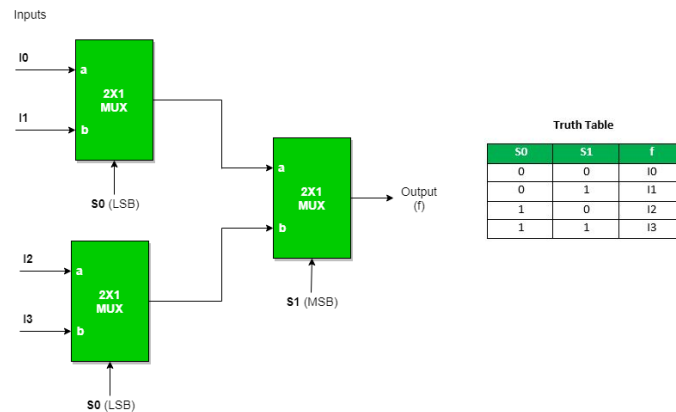 Inputs
I0
a
2X1
MUX
I1
b
S0 (LSB)
a
2X1
MUX
b
Output
(f)
S1 (MSB)
I2
a
2X1
MUX
I3
b
S0 (LSB)
Truth Table
S0 S1 f
0 0 I0
0 1 I1
1 0 I2
1 1 I3